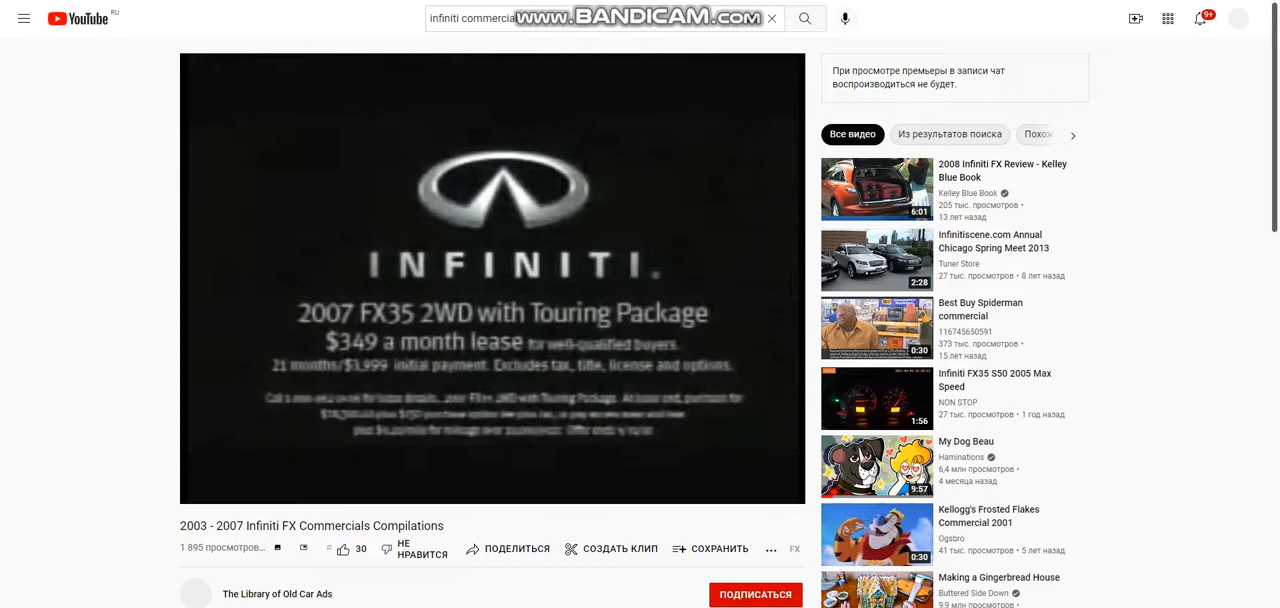 YouTube RU
infiniti commercial
WWW.BANDICAM.COM
9+
INFINITI.
2007 FX35 2WD with Touring Package
$349 a month lease for well-qualified buyers.
21 months/$3,999 initial payment. Excludes tax, title, license and options.
2003 - 2007 Infiniti FX Commercials Compilations
1 895 просмотров...
30
НЕ
НРАВИТСЯ
ПОДЕЛИТЬСЯ
СОЗДАТЬ КЛИП
СОХРАНИТЬ
FX
The Library of Old Car Ads
ПОДПИСАТЬСЯ
При просмотре премьеры в записи чат
воспроизводиться не будет.
Все видео
Из результатов поиска
Похож
6:01
2008 Infiniti FX Review - Kelley
Blue Book
Kelley Blue Book
205 тыс. просмотров •
13 лет назад
2:28
Infinitiscene.com Annual
Chicago Spring Meet 2013
Tuner Store
27 тыс. просмотров • 8 лет назад
0:30
Best Buy Spiderman
commercial
116745650591
373 тыс. просмотров •
15 лет назад
1:56
Infiniti FX35 S50 2005 Max
Speed
NON STOP
27 тыс. просмотров • 1 год назад
9:57
My Dog Beau
Haminations
6,4 млн просмотров •
4 месяца назад
0:30
Kellogg's Frosted Flakes
Commercial 2001
Ogsbro
41 тыс. просмотров • 5 лет назад
Making a Gingerbread House
Buttered Side Down
9,9 млн просмотров •